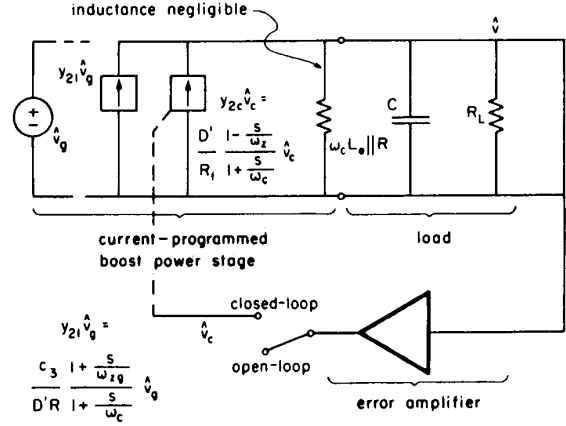 inductance negligible
v̂
y₂₁v̂g
y₂c v̂c =
D'/Rf (1 - s/ωz)/(1 + s/ωc) v̂c
v̂g
+
−
ωcLe||R
C
RL
current-programmed
boost power stage
load
y₂₁v̂g =
c₃/D'R (1 + s/ωzg)/(1 + s/ωc) v̂g
v̂c
closed-loop
open-loop
error amplifier